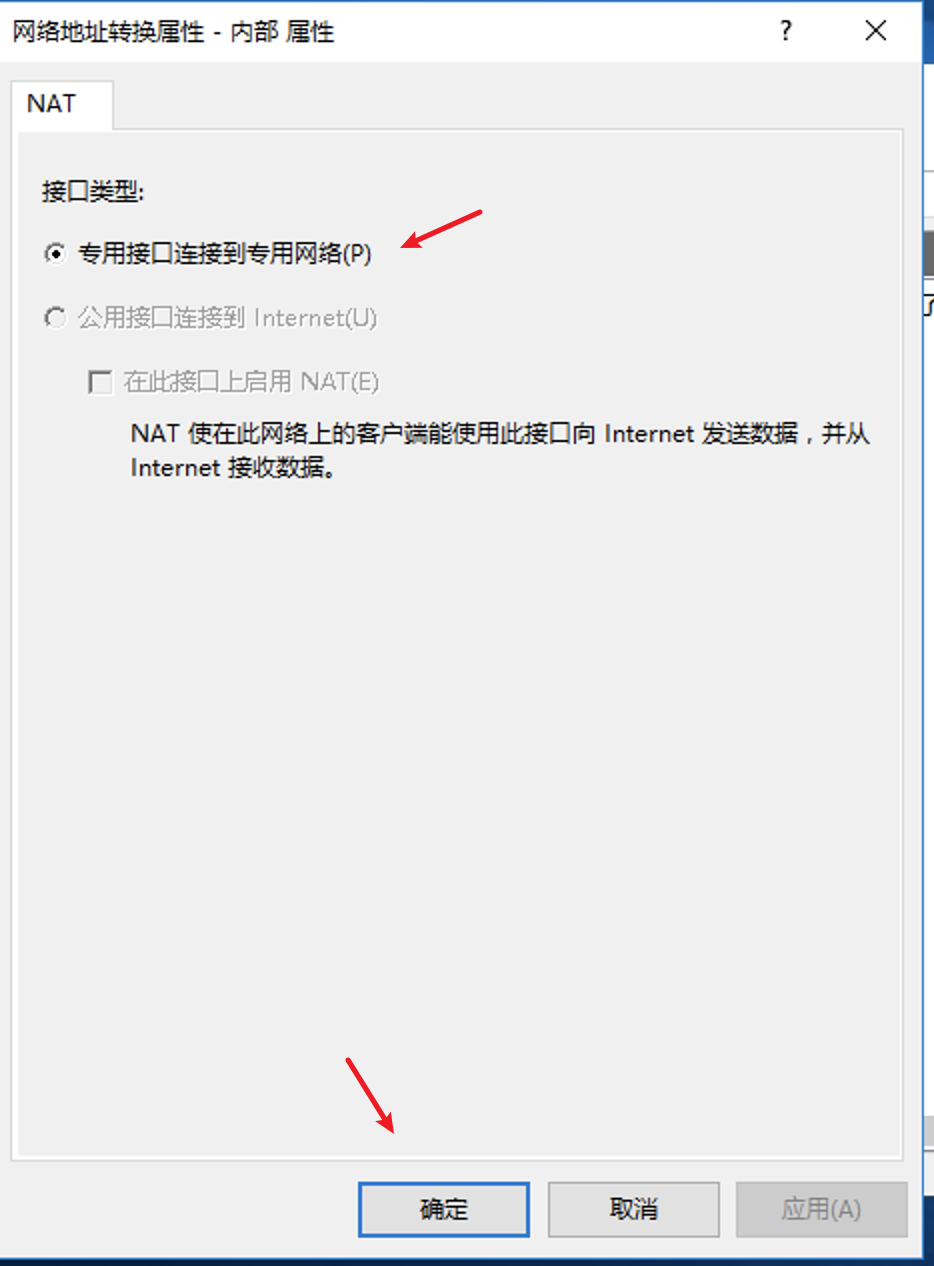 网络地址转换属性 - 内部 属性
?
NAT
接口类型:
专用接口连接到专用网络(P)
公用接口连接到 Internet(U)
在此接口上启用 NAT(E)
NAT 使在此网络上的客户端能使用此接口向 Internet 发送数据，并从
Internet 接收数据。
确定 取消 应用(A)